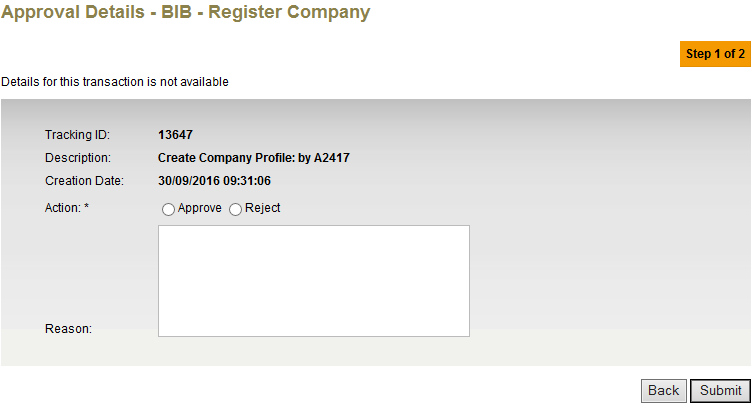 Approval Details - BIB - Register Company
Step 1 of 2
Details for this transaction is not available
Tracking ID: 13647
Description: Create Company Profile: by A2417
Creation Date: 30/09/2016 09:31:06
Action: * Approve Reject
Reason:
Back Submit